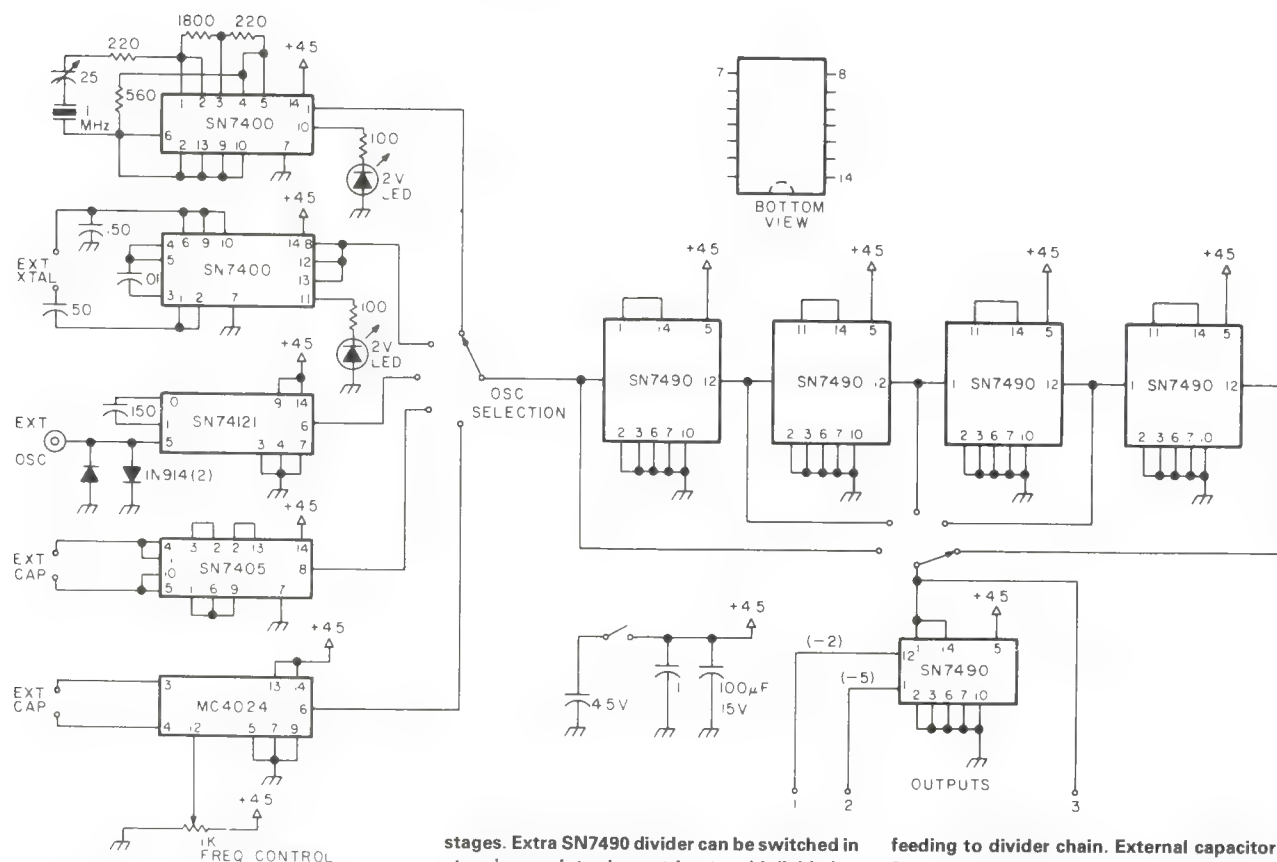 1800 220
220
+4.5
25
560
1 MHz
1 2 3 4 5 14
6 SN7400 1
10
2 13 9 10 7
100
2V LED
7 8
14
BOTTOM VIEW
.50
+4.5
6 9 10 14 8
EXT XTAL
4
5 SN7400 12
13
3 1 2 7 11
50
100
2V LED
+4.5
9 14
0
150 SN74121
1 6
EXT OSC
5 3 4 7
1N914(2)
+4.5
3 2 2 13 14
EXT CAP
4
1
10 SN7405 8
5 1 6 9 7
+4.5
13 14
EXT CAP
3
MC4024 6
4 12 5 7 9
+4.5
1K
FREQ CONTROL
OSC SELECTION
+4.5 +4.5 +4.5 +4.5
1 14 5
SN7490 12
2 3 6 7 10
11 14 5
SN7490 12
2 3 6 7 10
11 14 5
1 SN7490 12
2 3 6 7 10
11 14 5
1 SN7490 12
2 3 6 7 10
+4.5
4.5V
1
100µF 15V
+4.5
(-2)
(-5)
1 14 5
12 SN7490
1
2 3 6 7 10
OUTPUTS
1 2 3
stages. Extra SN7490 divider can be switched in
feeding to divider chain. External capacitor